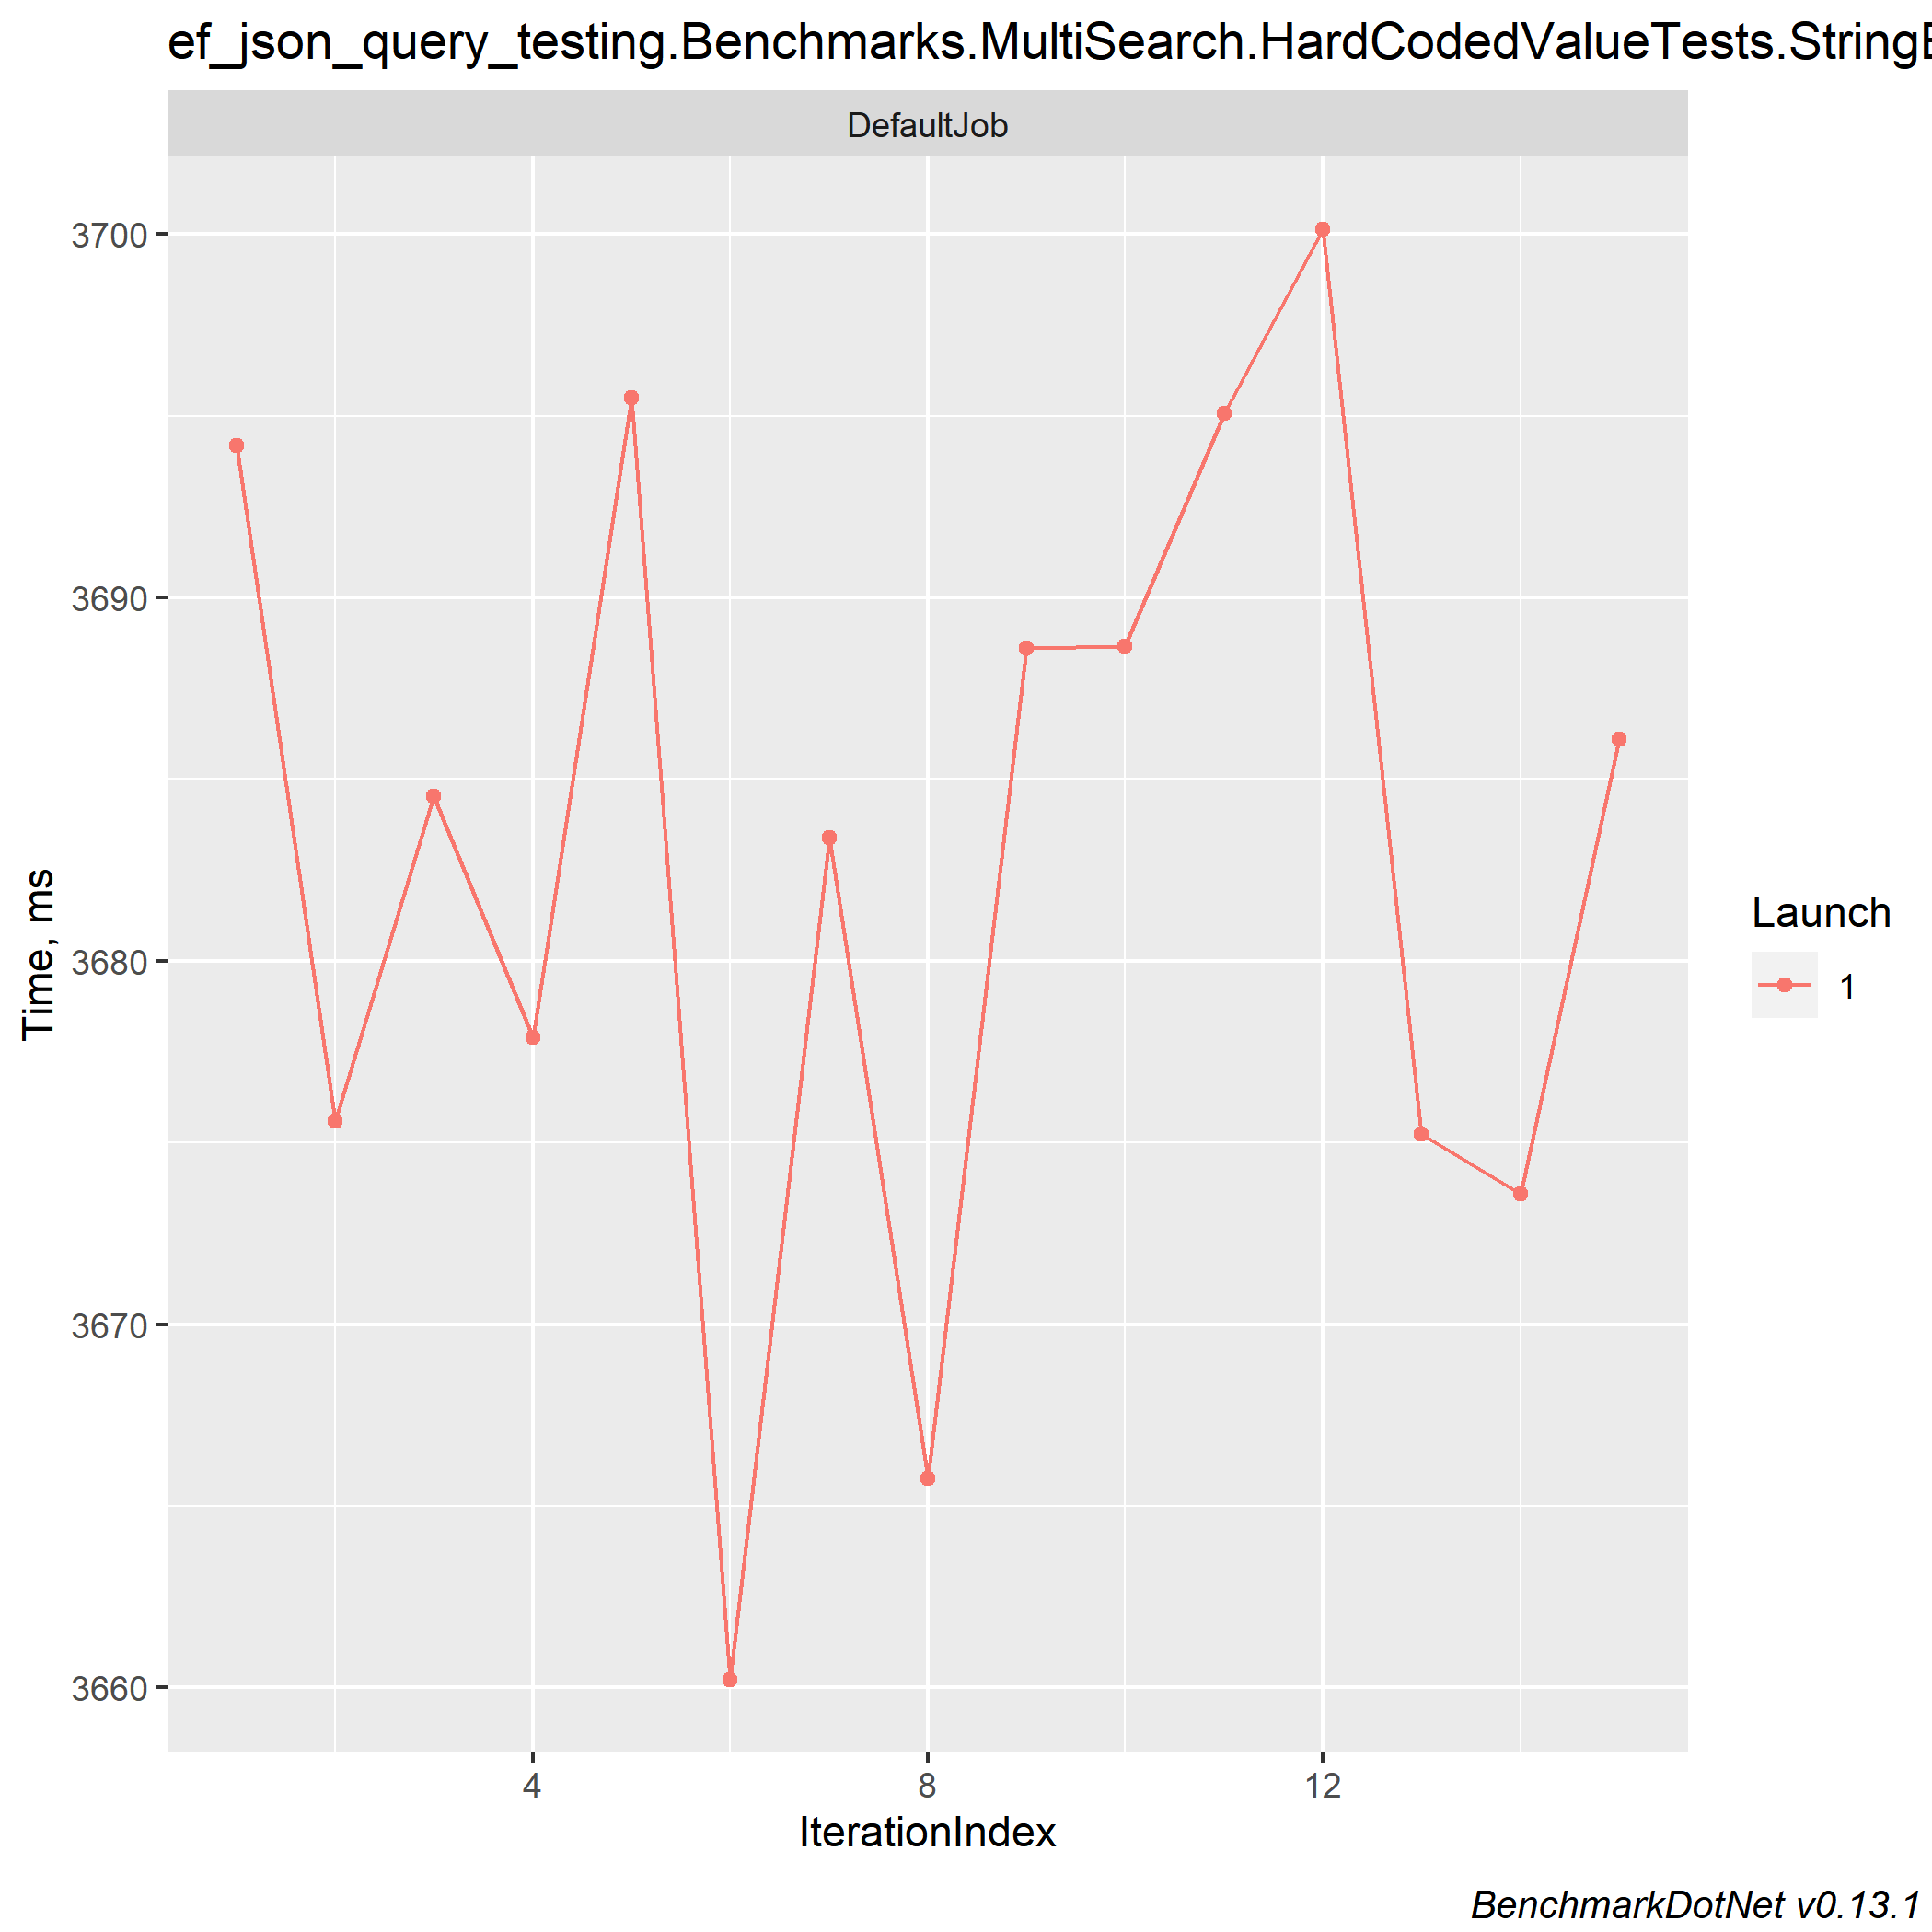 ef_json_query_testing.Benchmarks.MultiSearch.HardCodedValueTests.String
DefaultJob
3700
3690
3680
3670
3660
Time, ms
4 8 12
IterationIndex
Launch
1
BenchmarkDotNet v0.13.1